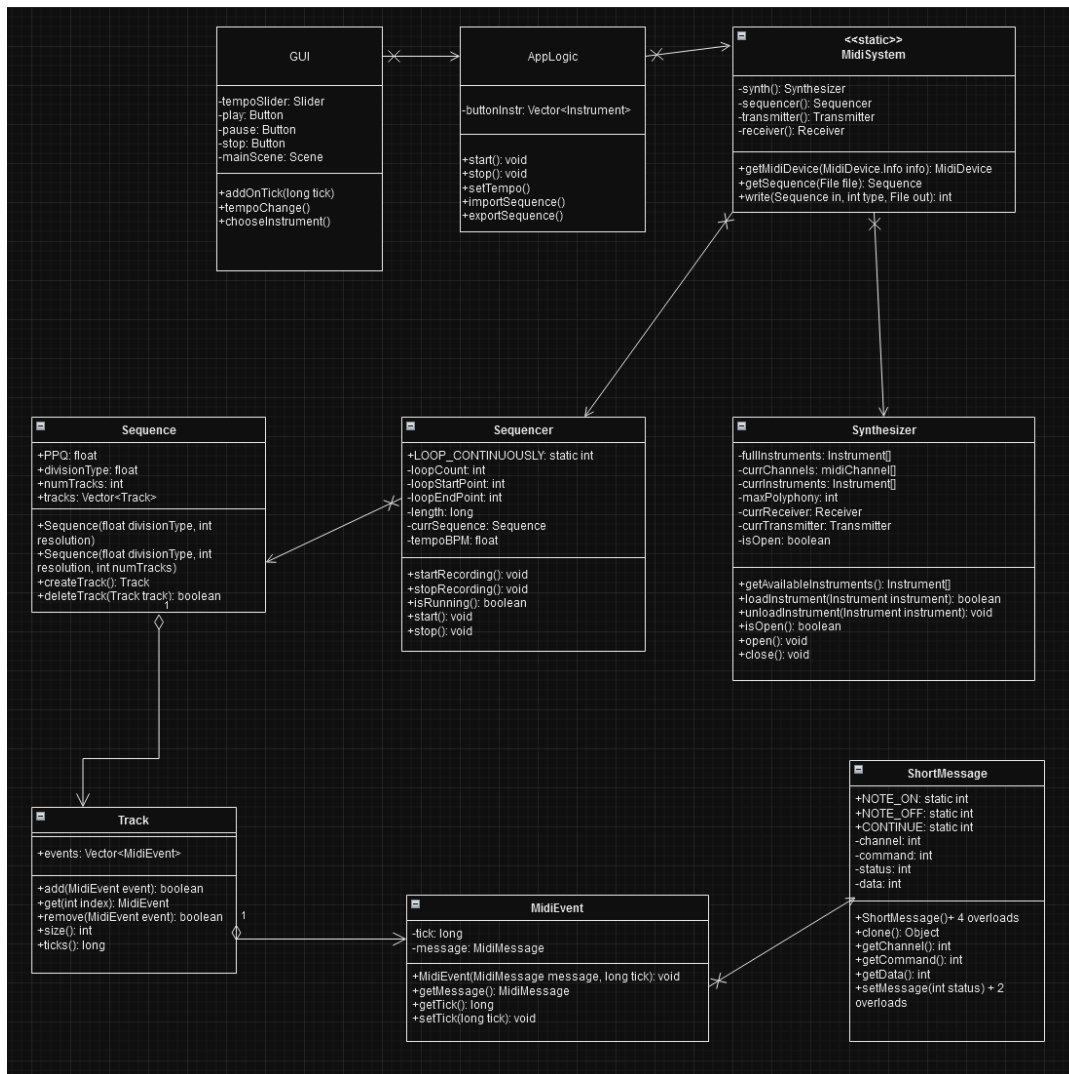 GUI
-tempoSlider: Slider
-play: Button
-pause: Button
-stop: Button
-mainScene: Scene
+addOnTick(long tick)
+tempoChange()
+chooseInstrument()
AppLogic
-buttonInstr: Vector<Instrument>
+start(): void
+stop(): void
+setTempo()
+importSequence()
+exportSequence()
<<static>>
MidiSystem
-synth(): Synthesizer
-sequencer(): Sequencer
-transmitter(): Transmitter
-receiver(): Receiver
+getMidiDevice(MidiDevice.Info info): MidiDevice
+getSequence(File file): Sequence
+write(Sequence in, int type, File out): int
Sequence
+PPQ: float
+divisionType: float
+numTracks: int
+tracks: Vector<Track>
+Sequence(float divisionType, int
resolution)
+Sequence(float divisionType, int
resolution, int numTracks)
+createTrack(): Track
+deleteTrack(Track track): boolean
1
Sequencer
+LOOP_CONTINUOUSLY: static int
-loopCount: int
-loopStartPoint: int
-loopEndPoint: int
-length: long
-currSequence: Sequence
-tempoBPM: float
+startRecording(): void
+stopRecording(): void
+isRunning(): boolean
+start(): void
+stop(): void
Synthesizer
-fullInstruments: Instrument[]
-currChannels: midiChannel[]
-currInstruments: Instrument[]
-maxPolyphony: int
-currReceiver: Receiver
-currTransmitter: Transmitter
-isOpen: boolean
+getAvailableInstruments(): Instrument[]
+loadInstrument(Instrument instrument): boolean
+unloadInstrument(Instrument instrument): void
+isOpen(): boolean
+open(): void
+close(): void
Track
+events: Vector<MidiEvent>
+add(MidiEvent event): boolean
+get(int index): MidiEvent
+remove(MidiEvent event): boolean
+size(): int
+ticks(): long
1
MidiEvent
-tick: long
-message: MidiMessage
+MidiEvent(MidiMessage message, long tick): void
+getMessage(): MidiMessage
+getTick(): long
+setTick(long tick): void
ShortMessage
+NOTE_ON: static int
+NOTE_OFF: static int
+CONTINUE: static int
-channel: int
-command: int
-status: int
-data: int
+ShortMessage()+ 4 overloads
+clone(): Object
+getChannel(): int
+getCommand(): int
+getData(): int
+setMessage(int status) + 2
overloads